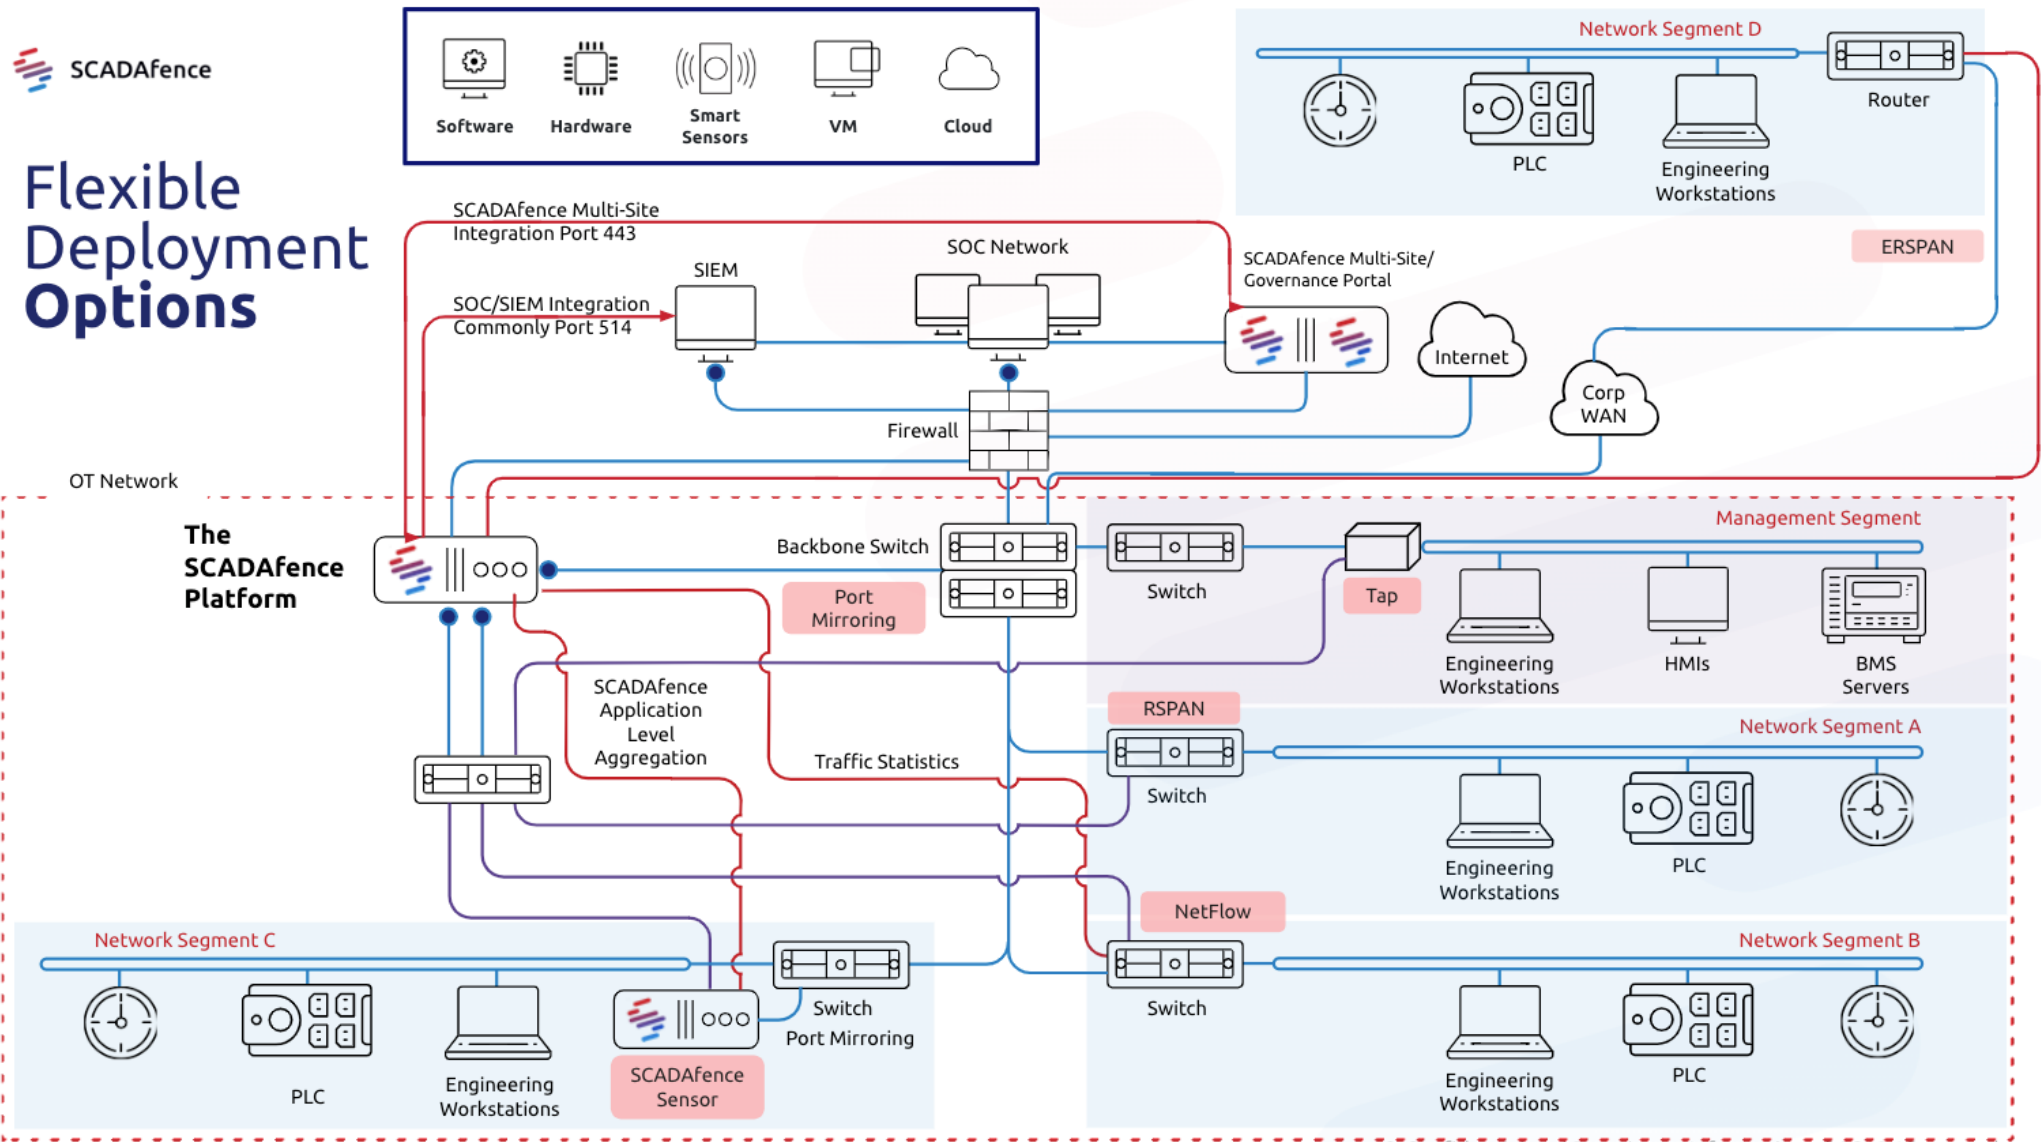 SCADAfence
Flexible
Deployment
Options
Software
Hardware
Smart
Sensors
VM
Cloud
Network Segment D
Router
PLC
Engineering
Workstations
ERSPAN
SCADAfence Multi-Site
Integration Port 443
SOC/SIEM Integration
Commonly Port 514
SIEM
SOC Network
SCADAfence Multi-Site/
Governance Portal
Internet
Corp
WAN
Firewall
OT Network
The
SCADAfence
Platform
Backbone Switch
Port
Mirroring
Switch
Tap
Management Segment
Engineering
Workstations
HMIs
BMS
Servers
SCADAfence
Application
Level
Aggregation
Traffic Statistics
RSPAN
Switch
Network Segment A
Engineering
Workstations
PLC
NetFlow
Switch
Network Segment B
Engineering
Workstations
PLC
Network Segment C
PLC
Engineering
Workstations
SCADAfence
Sensor
Switch
Port Mirroring